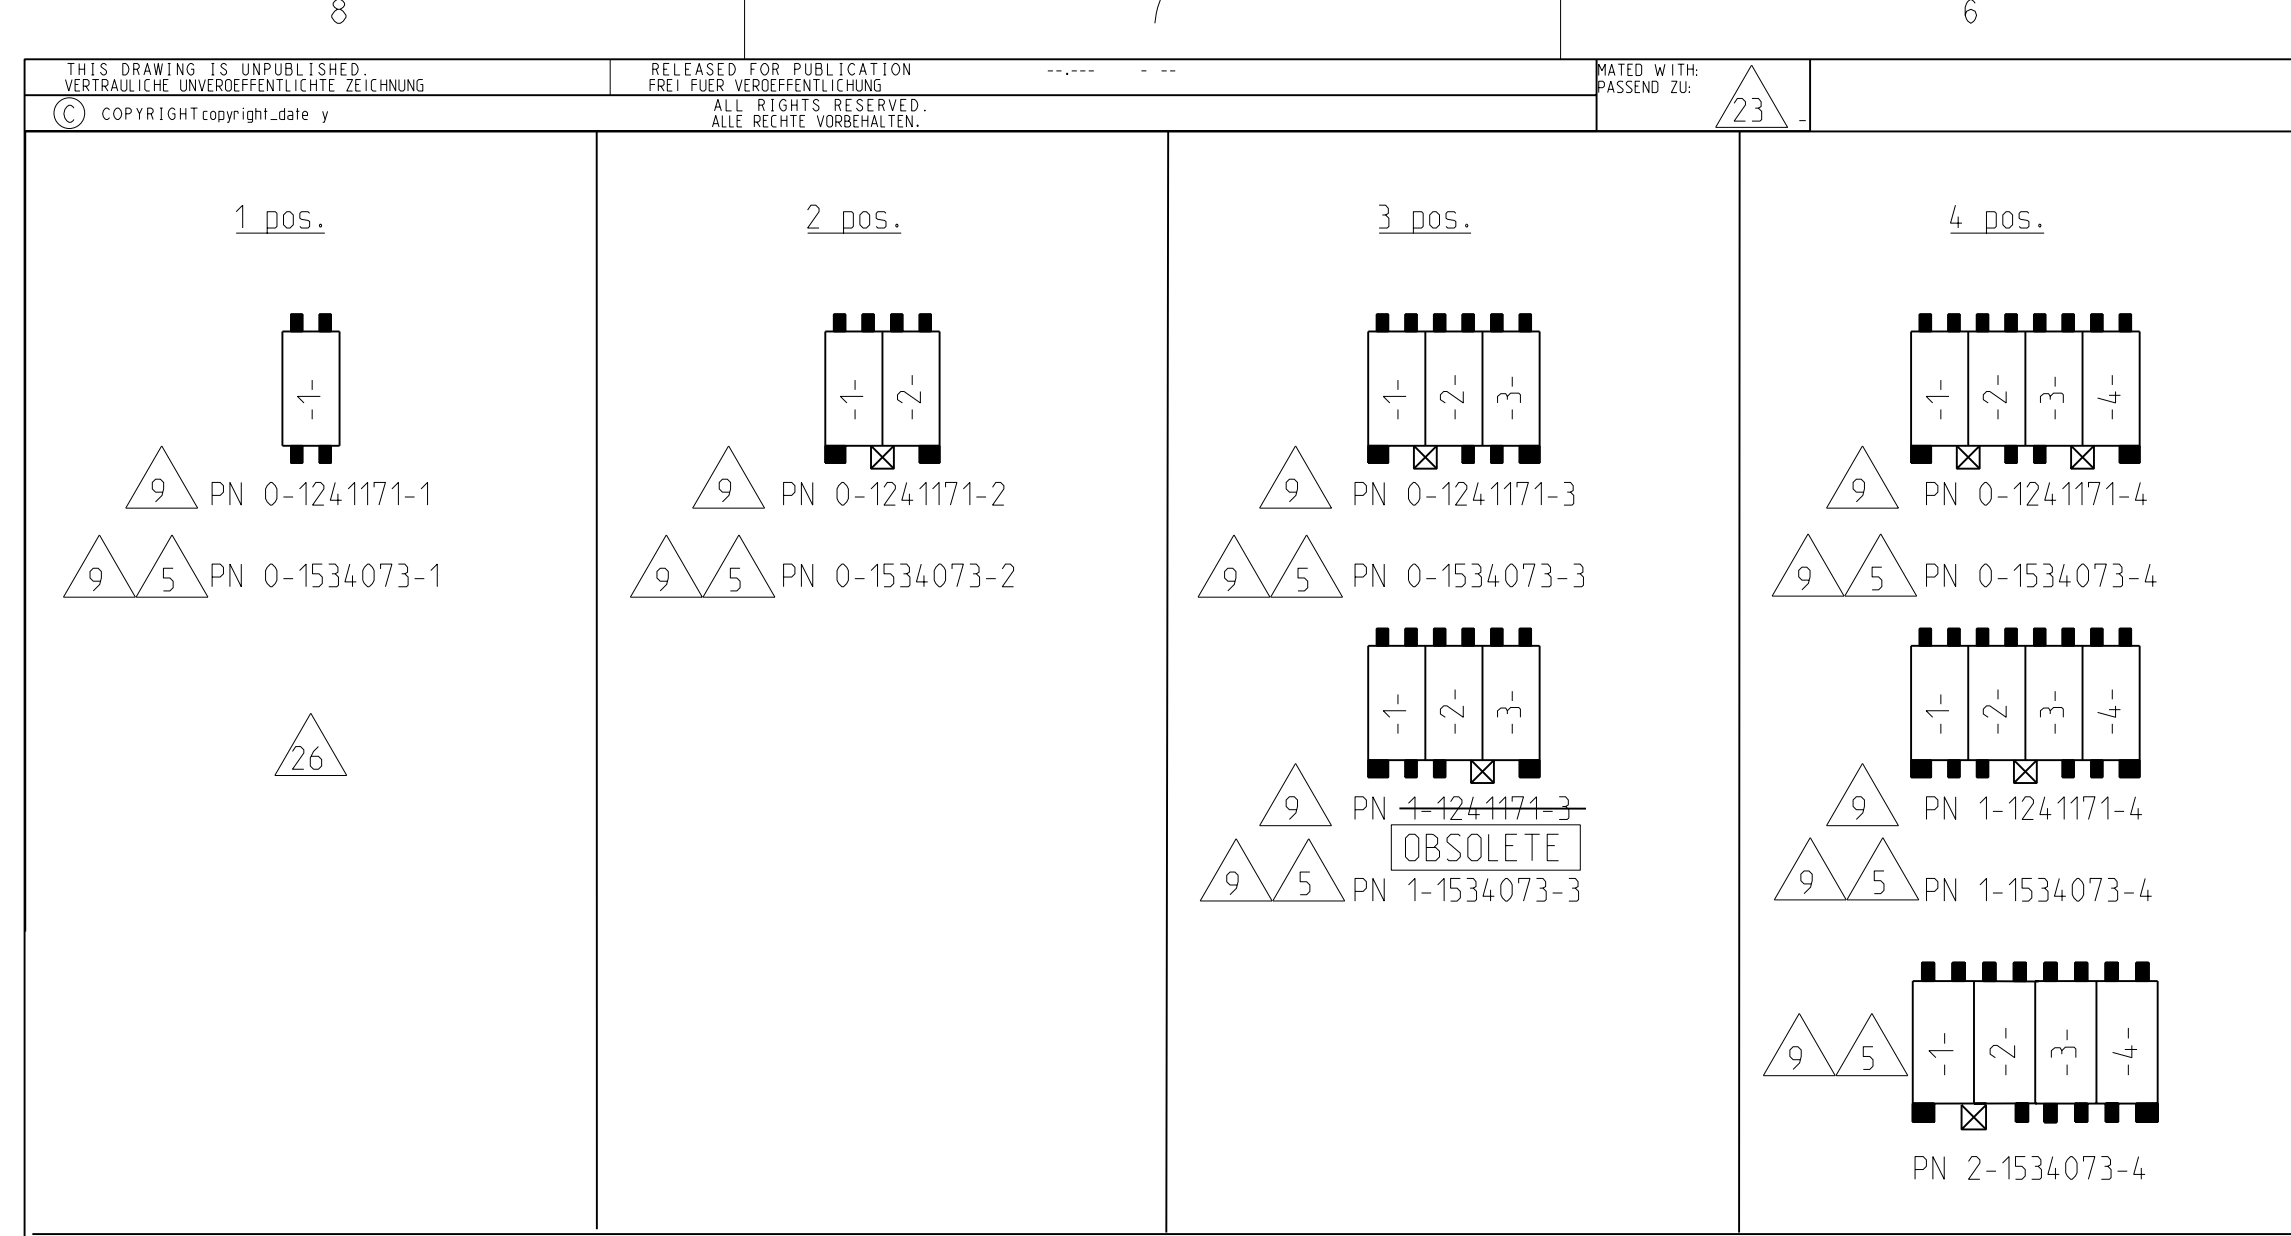 8 7 6
THIS DRAWING IS UNPUBLISHED.
VERTRAULICHE UNVEROEFFENTLICHTE ZEICHNUNG
RELEASED FOR PUBLICATION --.--- - --
FREI FUER VEROEFFENTLICHUNG
© COPYRIGHT copyright_date y
ALL RIGHTS RESERVED.
ALLE RECHTE VORBEHALTEN.
MATED WITH:
PASSEND ZU:
23 -
1 pos.
-1-
9 PN 0-1241171-1
9 5 PN 0-1534073-1
26
2 pos.
-1- -2-
9 PN 0-1241171-2
9 5 PN 0-1534073-2
3 pos.
-1- -2- -3-
9 PN 0-1241171-3
9 5 PN 0-1534073-3
-1- -2- -3-
9 PN 1-1241171-3
OBSOLETE
9 5 PN 1-1534073-3
4 pos.
-1- -2- -3- -4-
9 PN 0-1241171-4
9 5 PN 0-1534073-4
-1- -2- -3- -4-
9 PN 1-1241171-4
9 5 PN 1-1534073-4
-1- -2- -3- -4-
9 5
PN 2-1534073-4